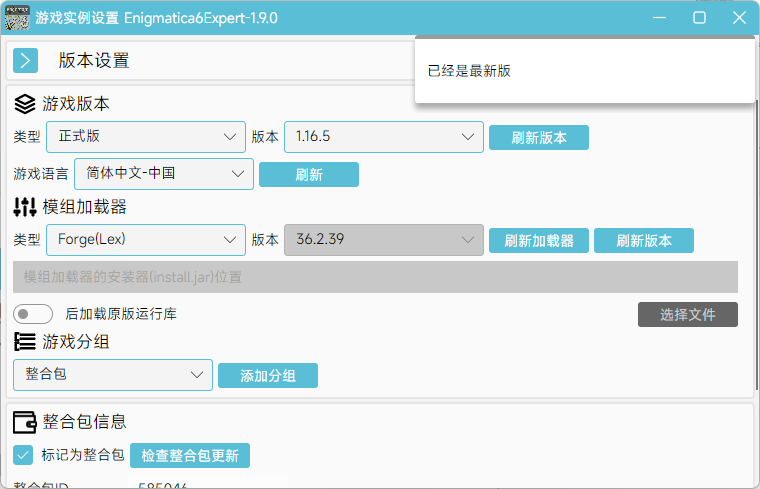 游戏实例设置 Enigmatica6Expert-1.9.0
已经是最新版
版本设置
游戏版本
类型 正式版 版本 1.16.5 刷新版本
游戏语言 简体中文-中国 刷新
模组加载器
类型 Forge(Lex) 版本 36.2.39 刷新加载器 刷新版本
模组加载器的安装器(install.jar)位置
后加载原版运行库 选择文件
游戏分组
整合包 添加分组
整合包信息
标记为整合包 检查整合包更新
整合包ID 585046